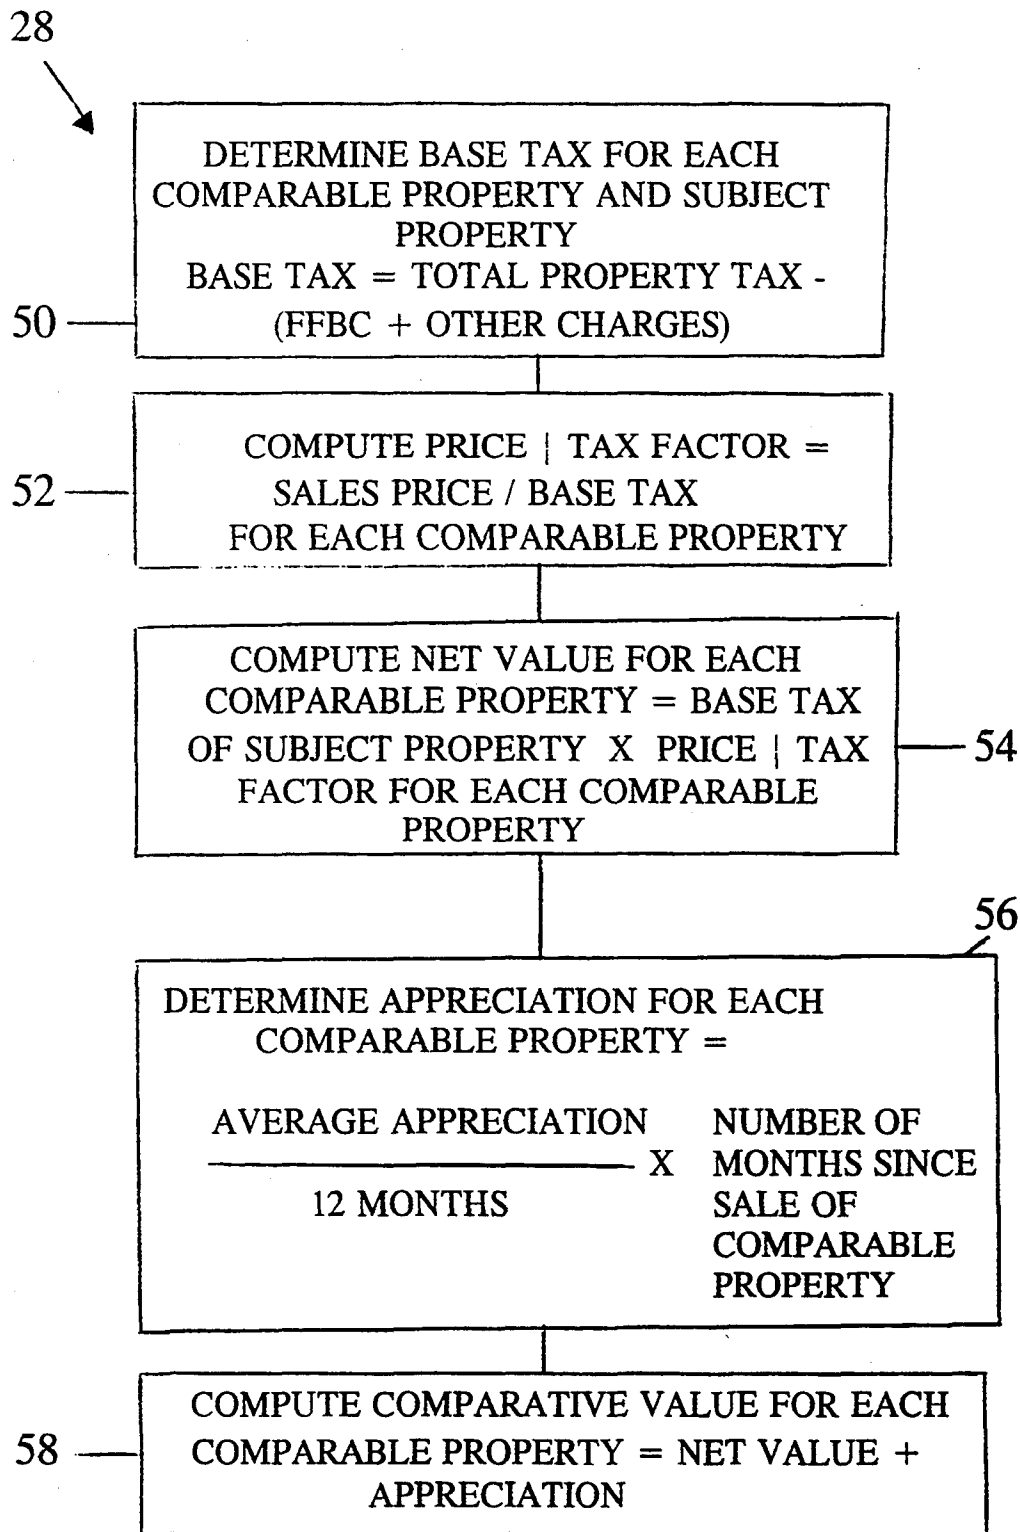 28
DETERMINE BASE TAX FOR EACH
COMPARABLE PROPERTY AND SUBJECT
PROPERTY
BASE TAX = TOTAL PROPERTY TAX -
(FFBC + OTHER CHARGES)
50
COMPUTE PRICE | TAX FACTOR =
SALES PRICE / BASE TAX
FOR EACH COMPARABLE PROPERTY
52
COMPUTE NET VALUE FOR EACH
COMPARABLE PROPERTY = BASE TAX
OF SUBJECT PROPERTY X PRICE | TAX
FACTOR FOR EACH COMPARABLE
PROPERTY
54
56
DETERMINE APPRECIATION FOR EACH
COMPARABLE PROPERTY =
AVERAGE APPRECIATION
12 MONTHS
X
NUMBER OF
MONTHS SINCE
SALE OF
COMPARABLE
PROPERTY
COMPUTE COMPARATIVE VALUE FOR EACH
COMPARABLE PROPERTY = NET VALUE +
APPRECIATION
58